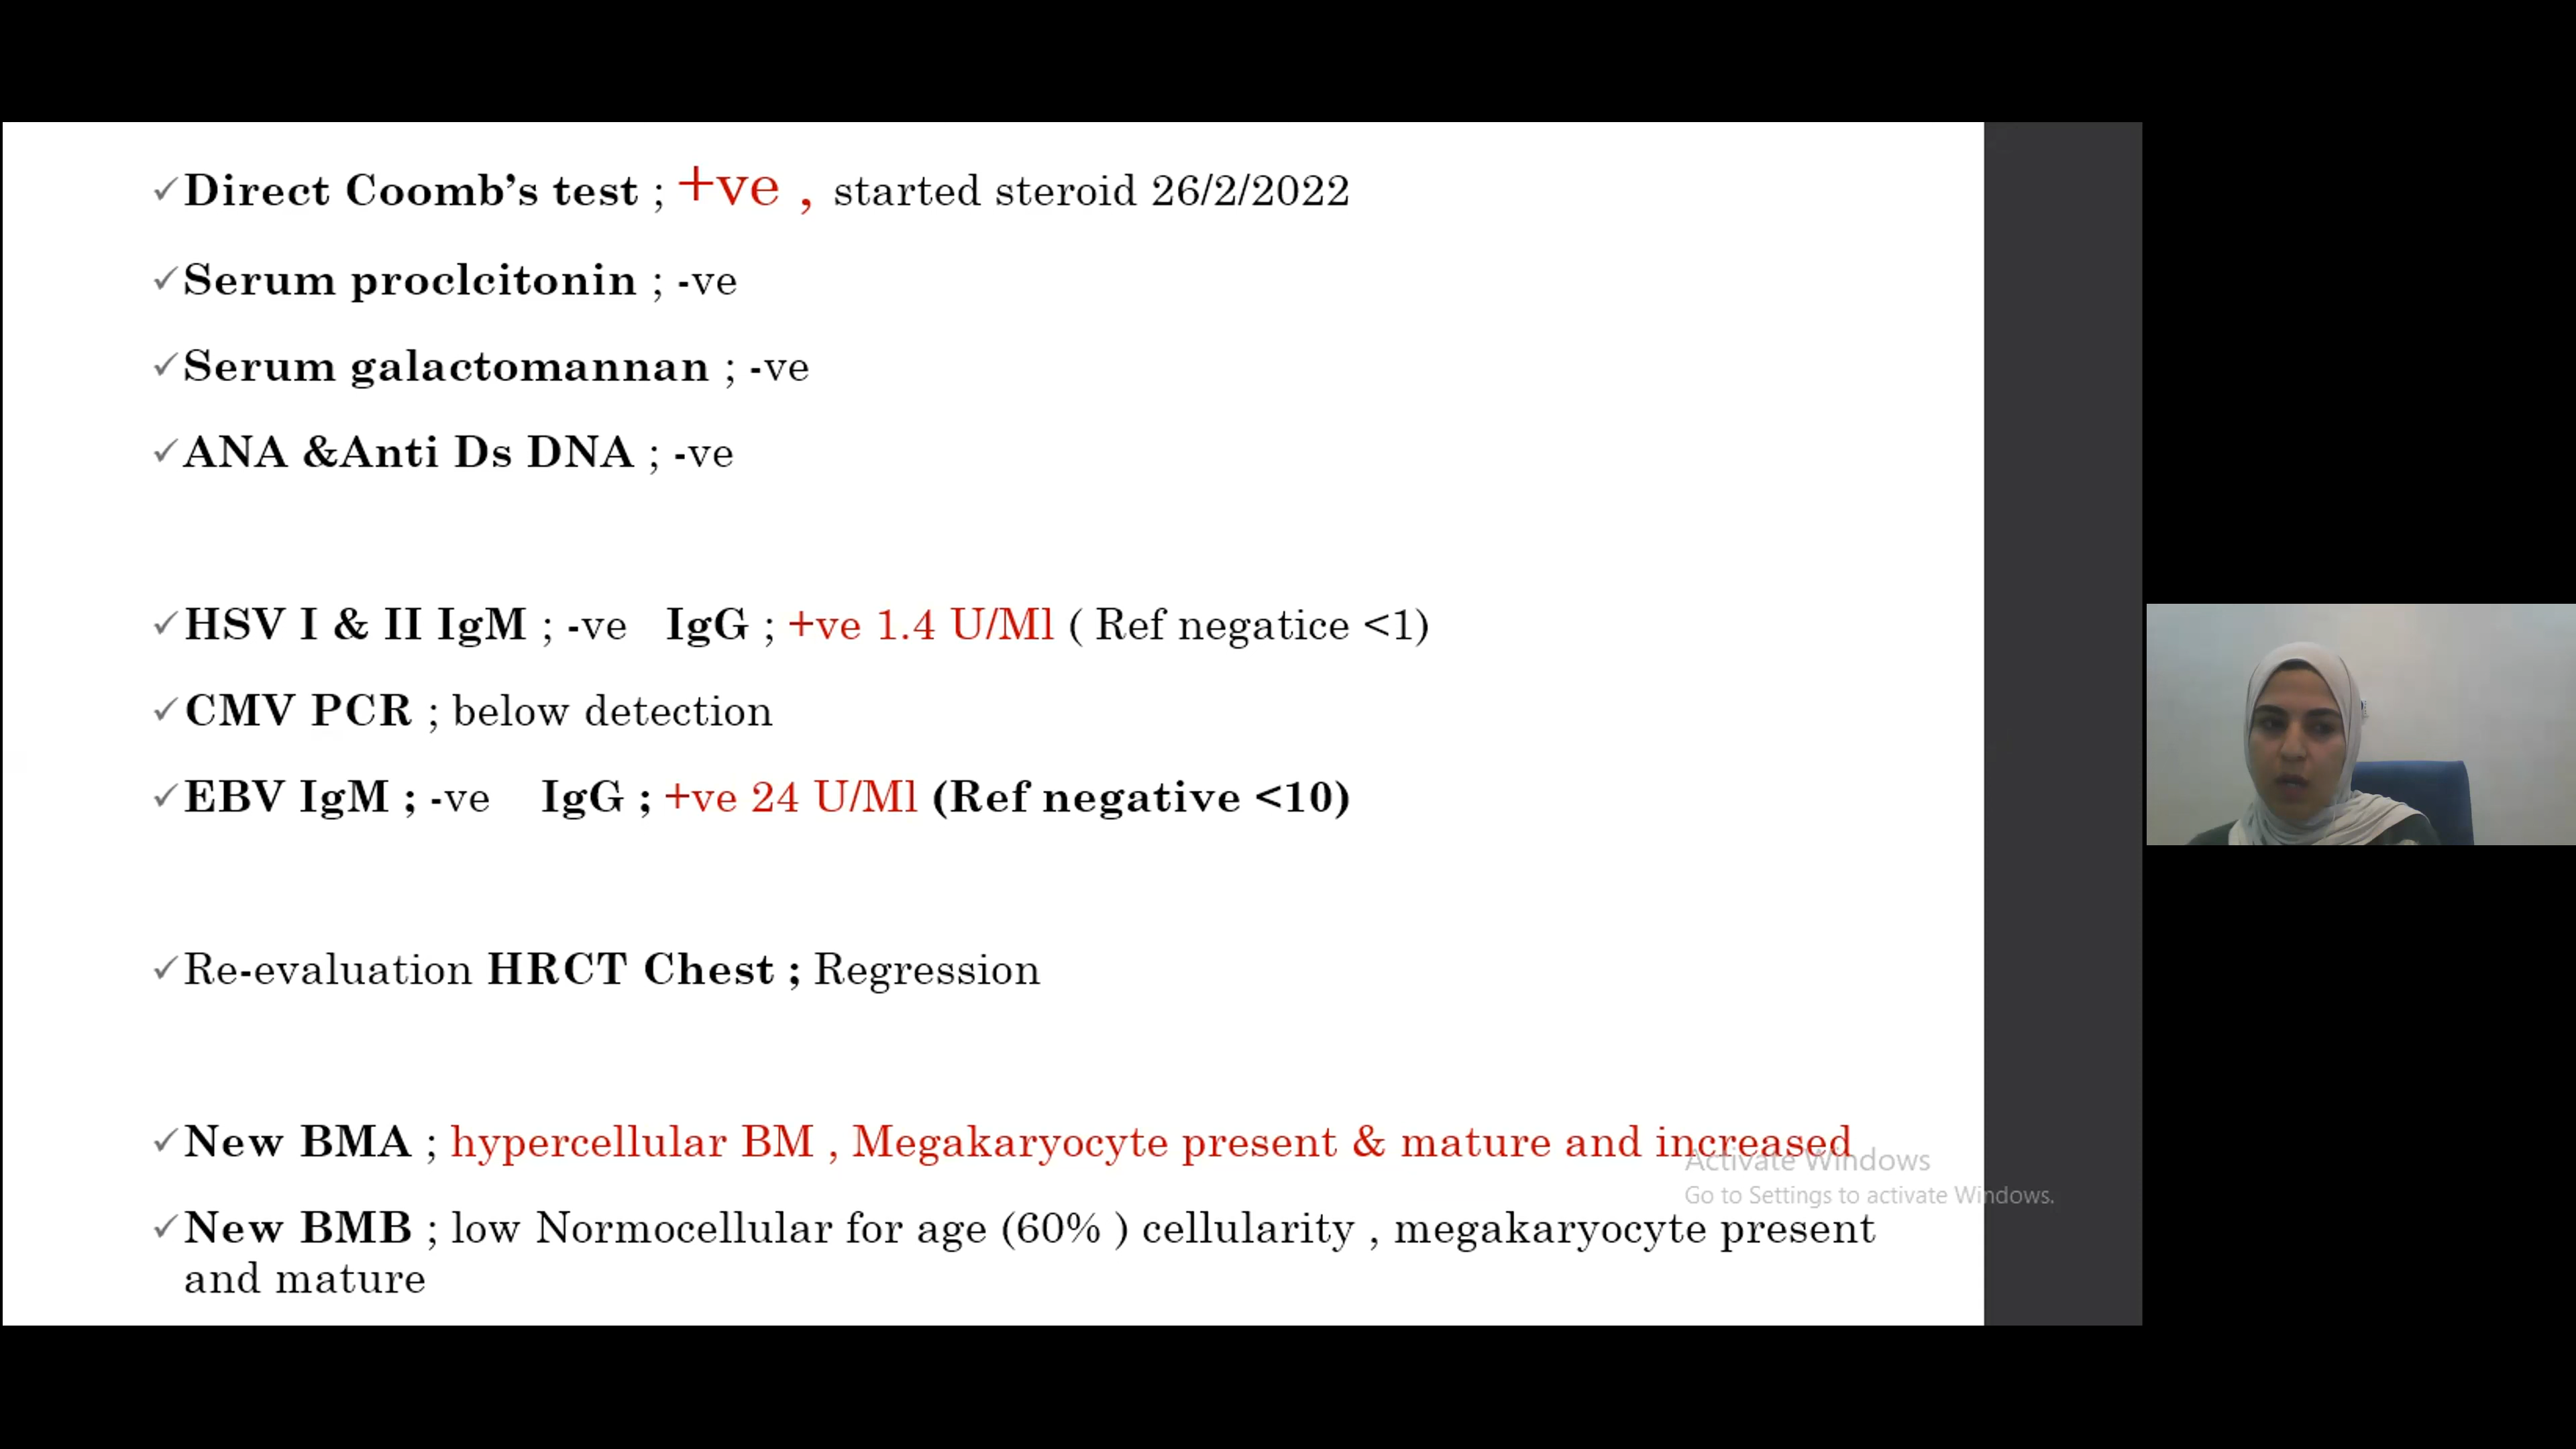 ✓Direct Coomb's test ; +ve , started steroid 26/2/2022
✓Serum proclcitonin ; -ve
✓Serum galactomannan ; -ve
✓ANA &Anti Ds DNA ; -ve
✓HSV I & II IgM ; -ve IgG ; +ve 1.4 U/Ml ( Ref negatice <1)
✓CMV PCR ; below detection
✓EBV IgM ; -ve IgG ; +ve 24 U/Ml (Ref negative <10)
✓Re-evaluation HRCT Chest ; Regression
✓New BMA ; hypercellular BM , Megakaryocyte present & mature and increased
Activate Windows
Go to Settings to activate Windows.
✓New BMB ; low Normocellular for age (60% ) cellularity , megakaryocyte present
and mature